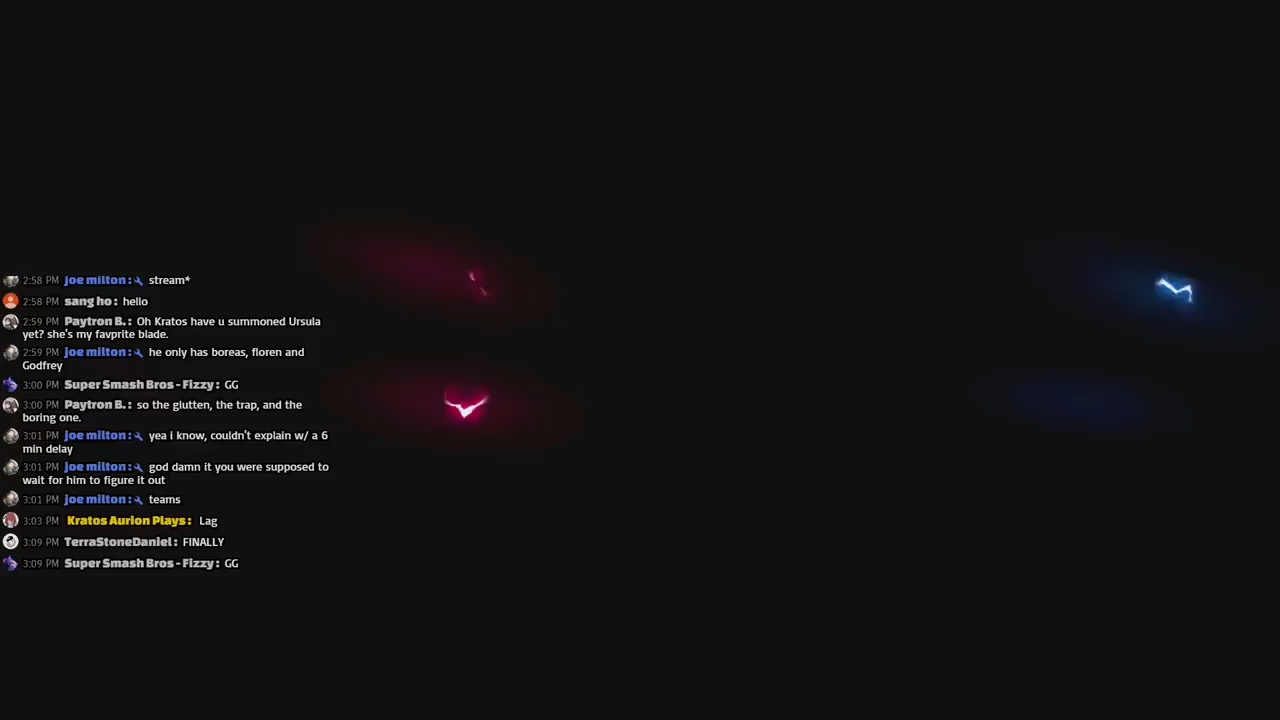 2:58 PM joe milton: stream*
2:58 PM sang ho: hello
2:59 PM Paytron B.: Oh Kratos have u summoned Ursula
yet? she's my favprite blade.
2:59 PM joe milton: he only has boreas, floren and
Godfrey
3:00 PM Super Smash Bros - Fizzy: GG
3:00 PM Paytron B.: so the glutten, the trap, and the
boring one.
3:01 PM joe milton: yea i know, couldn't explain w/ a 6
min delay
3:01 PM joe milton: god damn it you were supposed to
wait for him to figure it out
3:01 PM joe milton: teams
3:03 PM Kratos Aurion Plays: Lag
3:09 PM TerraStoneDaniel: FINALLY
3:09 PM Super Smash Bros - Fizzy: GG